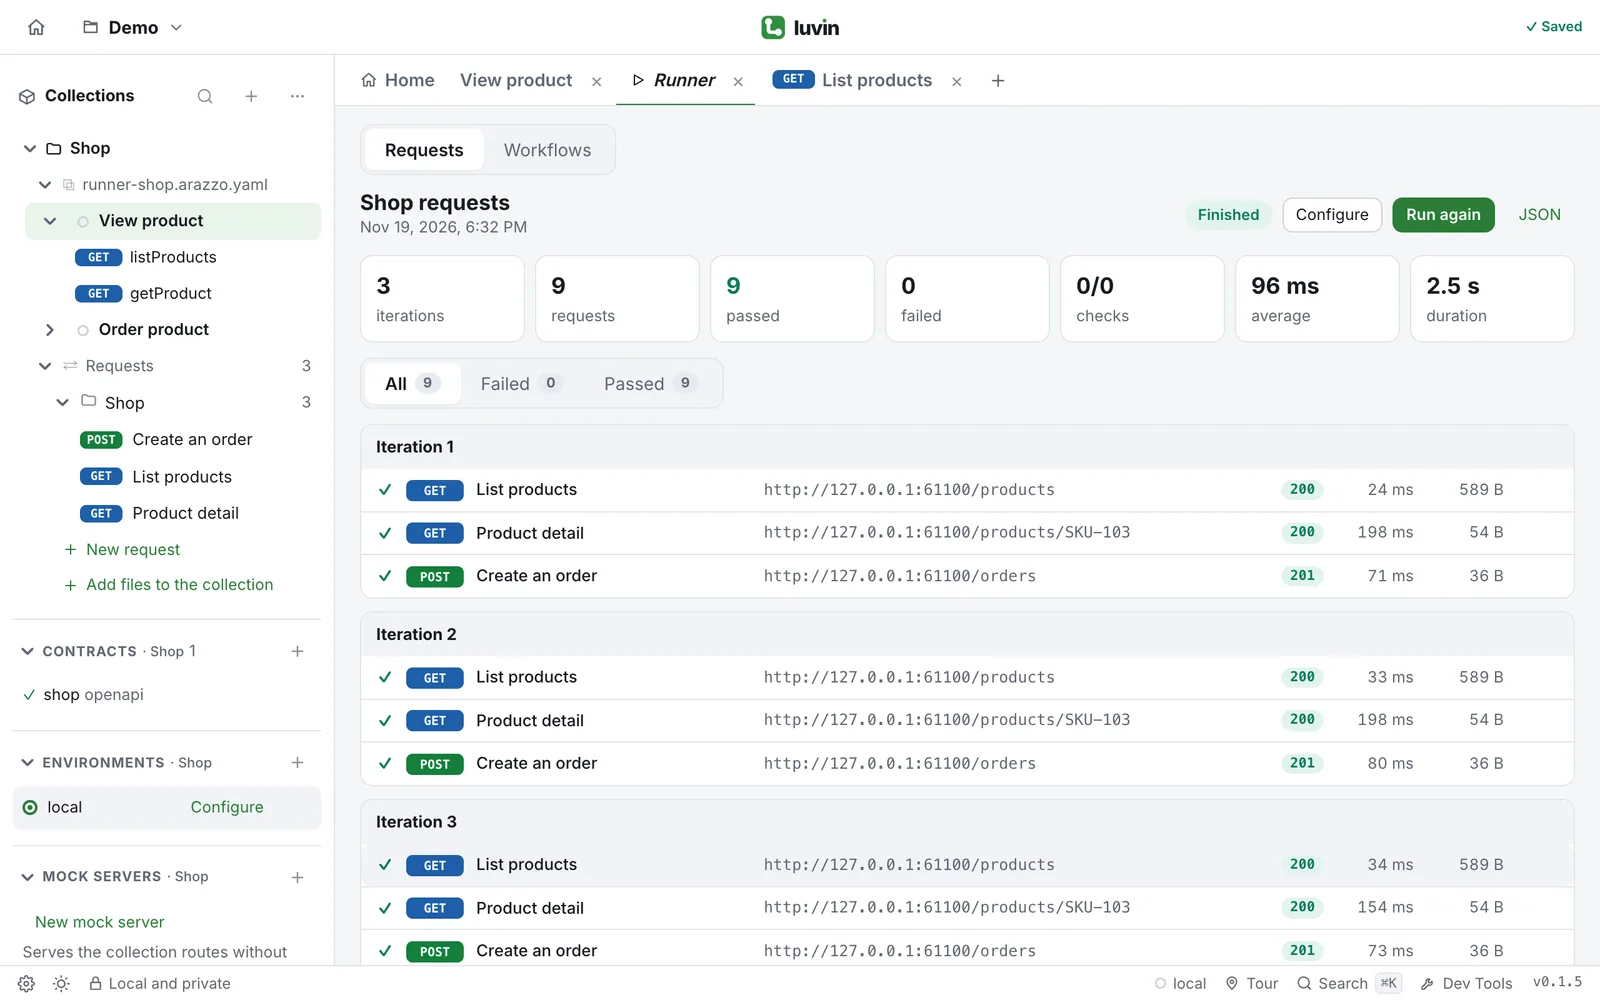 Demo
luvin
Saved
Collections
Home
View product
Runner
GET List products
Shop
runner-shop.arazzo.yaml
View product
GET listProducts
GET getProduct
Order product
Requests 3
Shop 3
POST Create an order
GET List products
GET Product detail
New request
Add files to the collection
CONTRACTS · Shop 1
shop openapi
ENVIRONMENTS · Shop
local Configure
MOCK SERVERS · Shop
New mock server
Serves the collection routes without
Requests Workflows
Shop requests
Nov 19, 2026, 6:32 PM
Finished Configure Run again JSON
3 iterations
9 requests
9 passed
0 failed
0/0 checks
96 ms average
2.5 s duration
All 9 Failed 0 Passed 9
Iteration 1
GET List products http://127.0.0.1:61100/products 200 24 ms 589 B
GET Product detail http://127.0.0.1:61100/products/SKU-103 200 198 ms 54 B
POST Create an order http://127.0.0.1:61100/orders 201 71 ms 36 B
Iteration 2
GET List products http://127.0.0.1:61100/products 200 33 ms 589 B
GET Product detail http://127.0.0.1:61100/products/SKU-103 200 198 ms 54 B
POST Create an order http://127.0.0.1:61100/orders 201 80 ms 36 B
Iteration 3
GET List products http://127.0.0.1:61100/products 200 34 ms 589 B
GET Product detail http://127.0.0.1:61100/products/SKU-103 200 154 ms 54 B
POST Create an order http://127.0.0.1:61100/orders 201 73 ms 36 B
Local and private
local Tour Search ⌘K Dev Tools v0.1.5